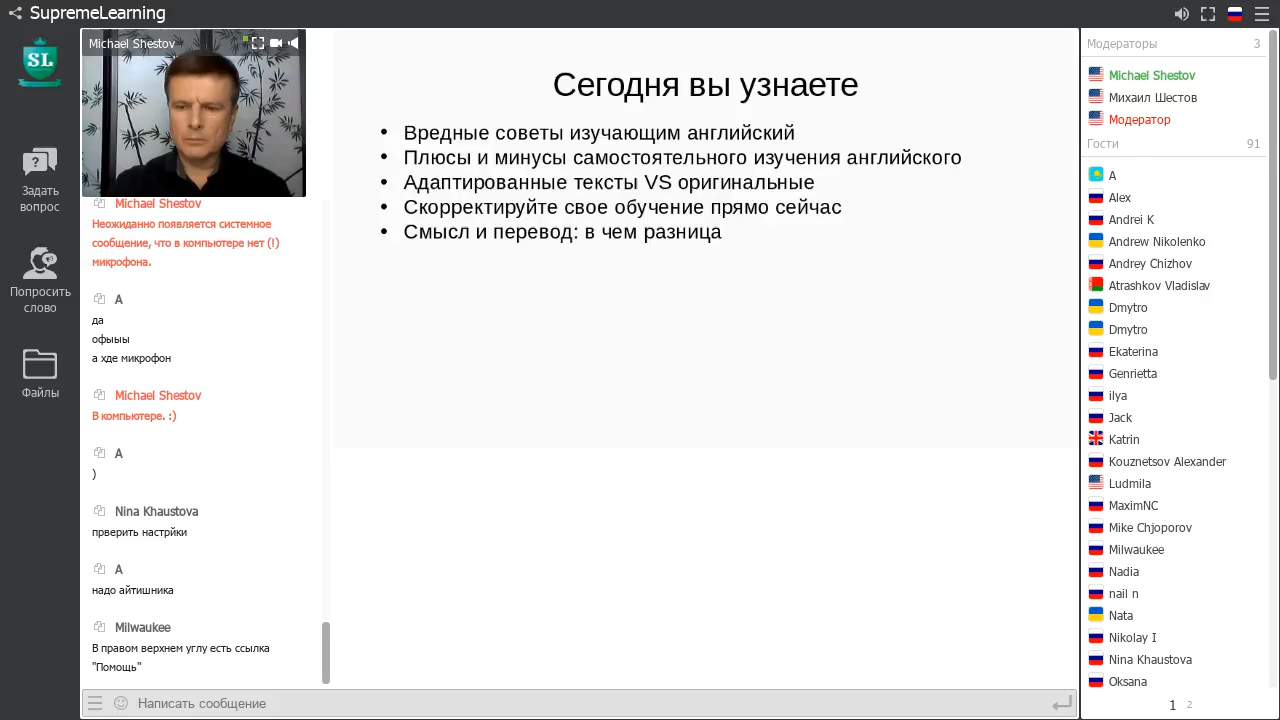 SupremeLearning
SL
Задать
вопрос
Попросить
слово
Файлы
Michael Shestov
Michael Shestov
Неожиданно появляется системное
сообщение, что в компьютере нет (!)
микрофона.
A
да
офыыы
а хде микрофон
Michael Shestov
В компьютере. :)
A
)
Nina Khaustova
прверить настрйки
A
надо айтишника
Milwaukee
В правом верхнем углу есть ссылка
"Помощь"
Написать сообщение
Сегодня вы узнаете
• Вредные советы изучающим английский
• Плюсы и минусы самостоятельного изучения английского
• Адаптированные тексты VS оригинальные
• Скорректируйте свое обучение прямо сейчас
• Смысл и перевод: в чем разница
Модераторы 3
Michael Shestov
Михаил Шестов
Модератор
Гости 91
A
Alex
Andrei K
Andrew Nikolenko
Andrey Chizhov
Atrashkov Vladislav
Dmytro
Dmytro
Ekaterina
Genrietta
ilya
Jack
Katrin
Kouznetsov Alexander
Ludmila
MaximNC
Mike Chjoporov
Milwaukee
Nadia
nail n
Nata
Nikolay I
Nina Khaustova
Oksana
1 2